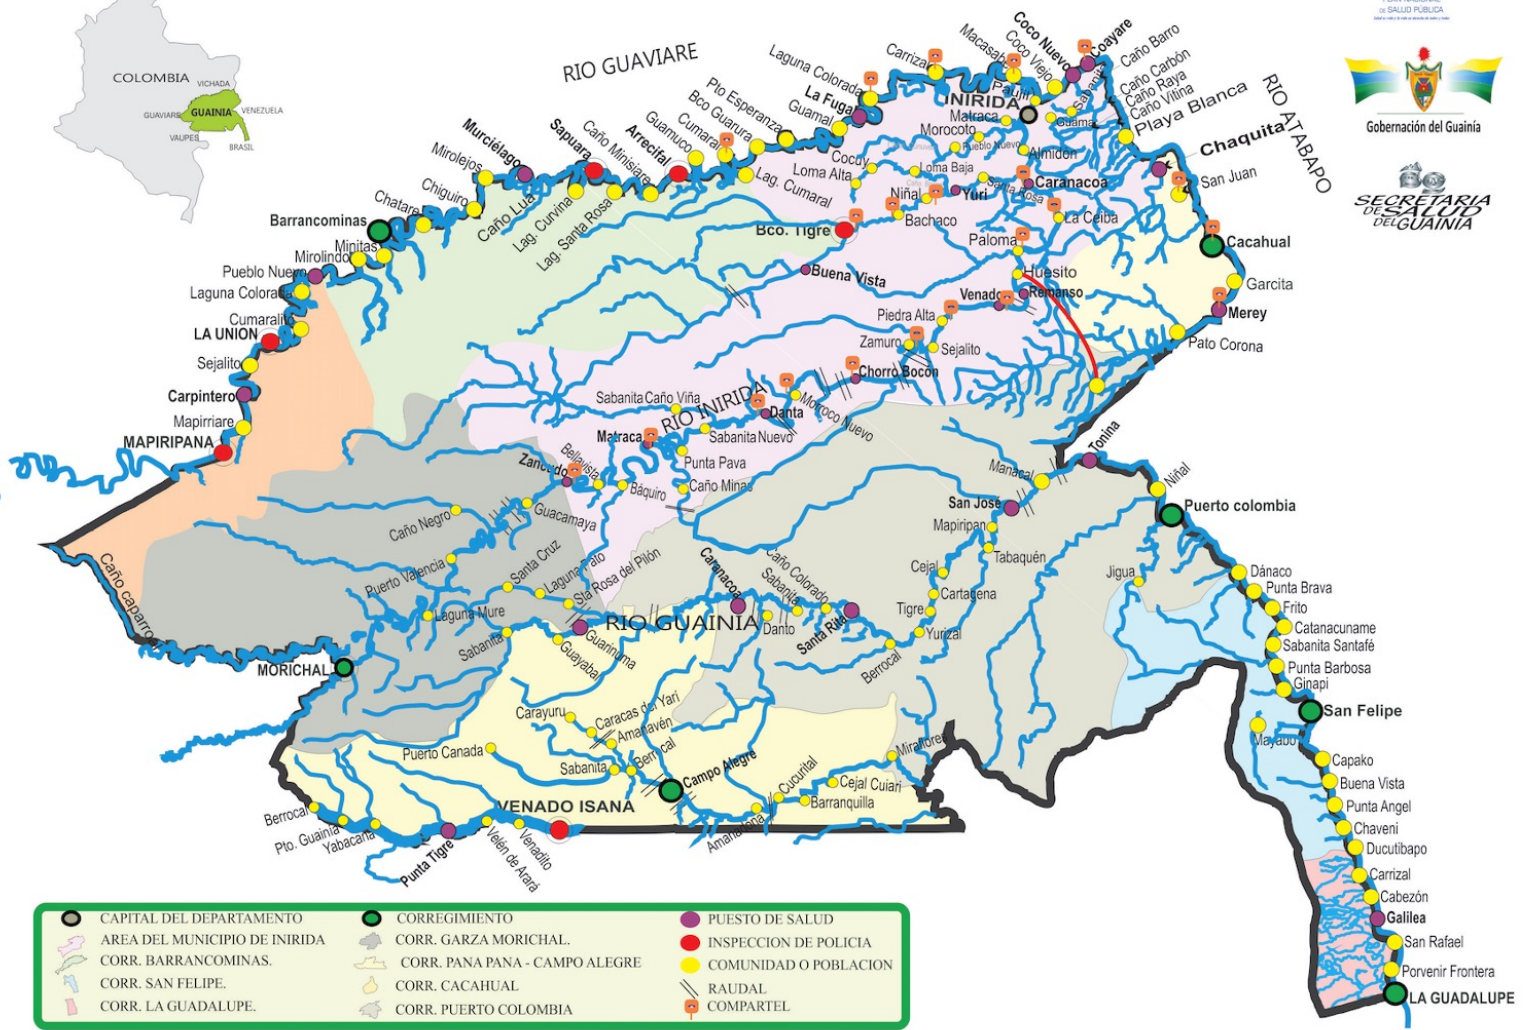 PLAN NACIONAL
DE SALUD PÚBLICA
Gobernación del Guainía
SECRETARIA
DE SALUD
DEL GUAINIA
COLOMBIA
VICHADA
GUAVIARE
GUAINIA
VENEZUELA
VAUPES
BRASIL
RIO GUAVIARE
RIO ATABAPO
RIO INIRIDA
RIO GUAINIA
Caño caparro
Coco Nuevo
Coayare
Caño Barro
Coco Viejo
Sabanita
Caño Carbón
Caño Raya
Caño Vitina
Playa Blanca
Carrizal
Paujil
INIRIDA
Laguna Colorada
La Fuga
Guamal
Matraca
Guama
Morocoto
Pueblo Nuevo
Almidón
Chaquita
San Juan
Pto Esperanza
Bco Guarura
Cumaral
Guamuco
Arrecifal
Caño Minisiare
Sapuara
Murciélago
Mirolejos
Chiguiro
Chatare
Barrancominas
Minitas
Mirolindo
Pueblo Nuevo
Laguna Colorada
Cumaralito
LA UNION
Sejalito
Carpintero
Mapirriare
MAPIRIPANA
Caño Lua
Lag. Curvina
Lag. Santa Rosa
Lag. Cumaral
Cocuy
Loma Alta
Loma Baja
Santa Rosa
Caranacoa
Yuri
Niñal
Bachaco
La Ceiba
Bco. Tigre
Paloma
Huesito
Cacahual
Garcita
Merey
Pato Corona
Buena Vista
Venado
Remanso
Piedra Alta
Zamuro
Sejalito
Chorro Bocón
Sabanita
Caño Viña
Danta
Morroco Nuevo
Sabanita Nuevo
Matraca
Punta Pava
Caño Minas
Zancudo
Bellavista
Báquiro
Guacamaya
Caño Negro
Puerto Valencia
Santa Cruz
Laguna Pato
Sta Rosa del Pilón
Laguna Mure
Sabanita
Guarinuma
Guayabal
MORICHAL
Tonina
Manacal
Niñal
San José
Puerto colombia
Mapiripan
Tabaquén
Cejal
Cartagena
Tigre
Yurizal
Jigua
Dánaco
Punta Brava
Frito
Catanacuname
Sabanita Santafé
Punta Barbosa
Ginapi
San Felipe
Caranacoa
Caño Colorado
Sabanita
Danto
Santa Rita
Berrocal
Carayuru
Caracas del Yari
Amanavén
Puerto Canada
Sabanita
Berrocal
Campo Alegre
Miraflores
Cucurital
Cejal Cuiari
Barranquilla
Amanadona
VENADO ISANA
Berrocal
Pto. Guainia
Yabacana
Punta Tigre
Velén de Arará
Venadito
Mayabo
Capako
Buena Vista
Punta Angel
Chaveni
Ducutibapo
Carrizal
Cabezón
Galilea
San Rafael
Porvenir Frontera
LA GUADALUPE
CAPITAL DEL DEPARTAMENTO
AREA DEL MUNICIPIO DE INIRIDA
CORR. BARRANCOMINAS.
CORR. SAN FELIPE.
CORR. LA GUADALUPE.
CORREGIMIENTO
CORR. GARZA MORICHAL.
CORR. PANA PANA - CAMPO ALEGRE
CORR. CACAHUAL
CORR. PUERTO COLOMBIA
PUESTO DE SALUD
INSPECCION DE POLICIA
COMUNIDAD O POBLACION
RAUDAL
COMPARTEL